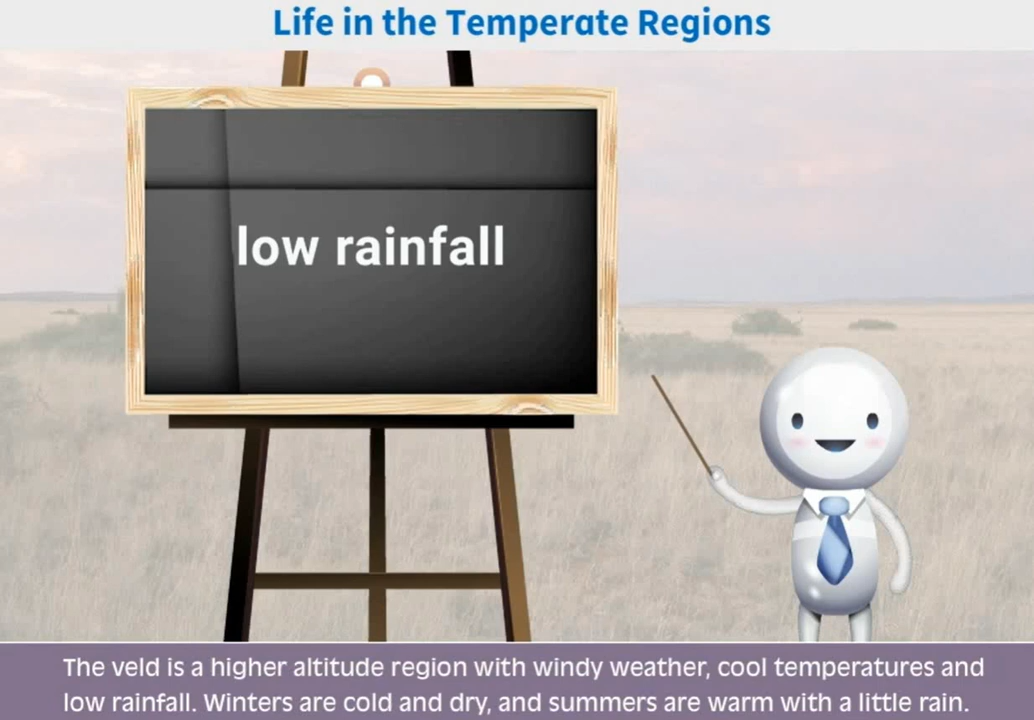 Life in the Temperate Regions
low rainfall
The veld is a higher altitude region with windy weather, cool temperatures and
low rainfall. Winters are cold and dry, and summers are warm with a little rain.